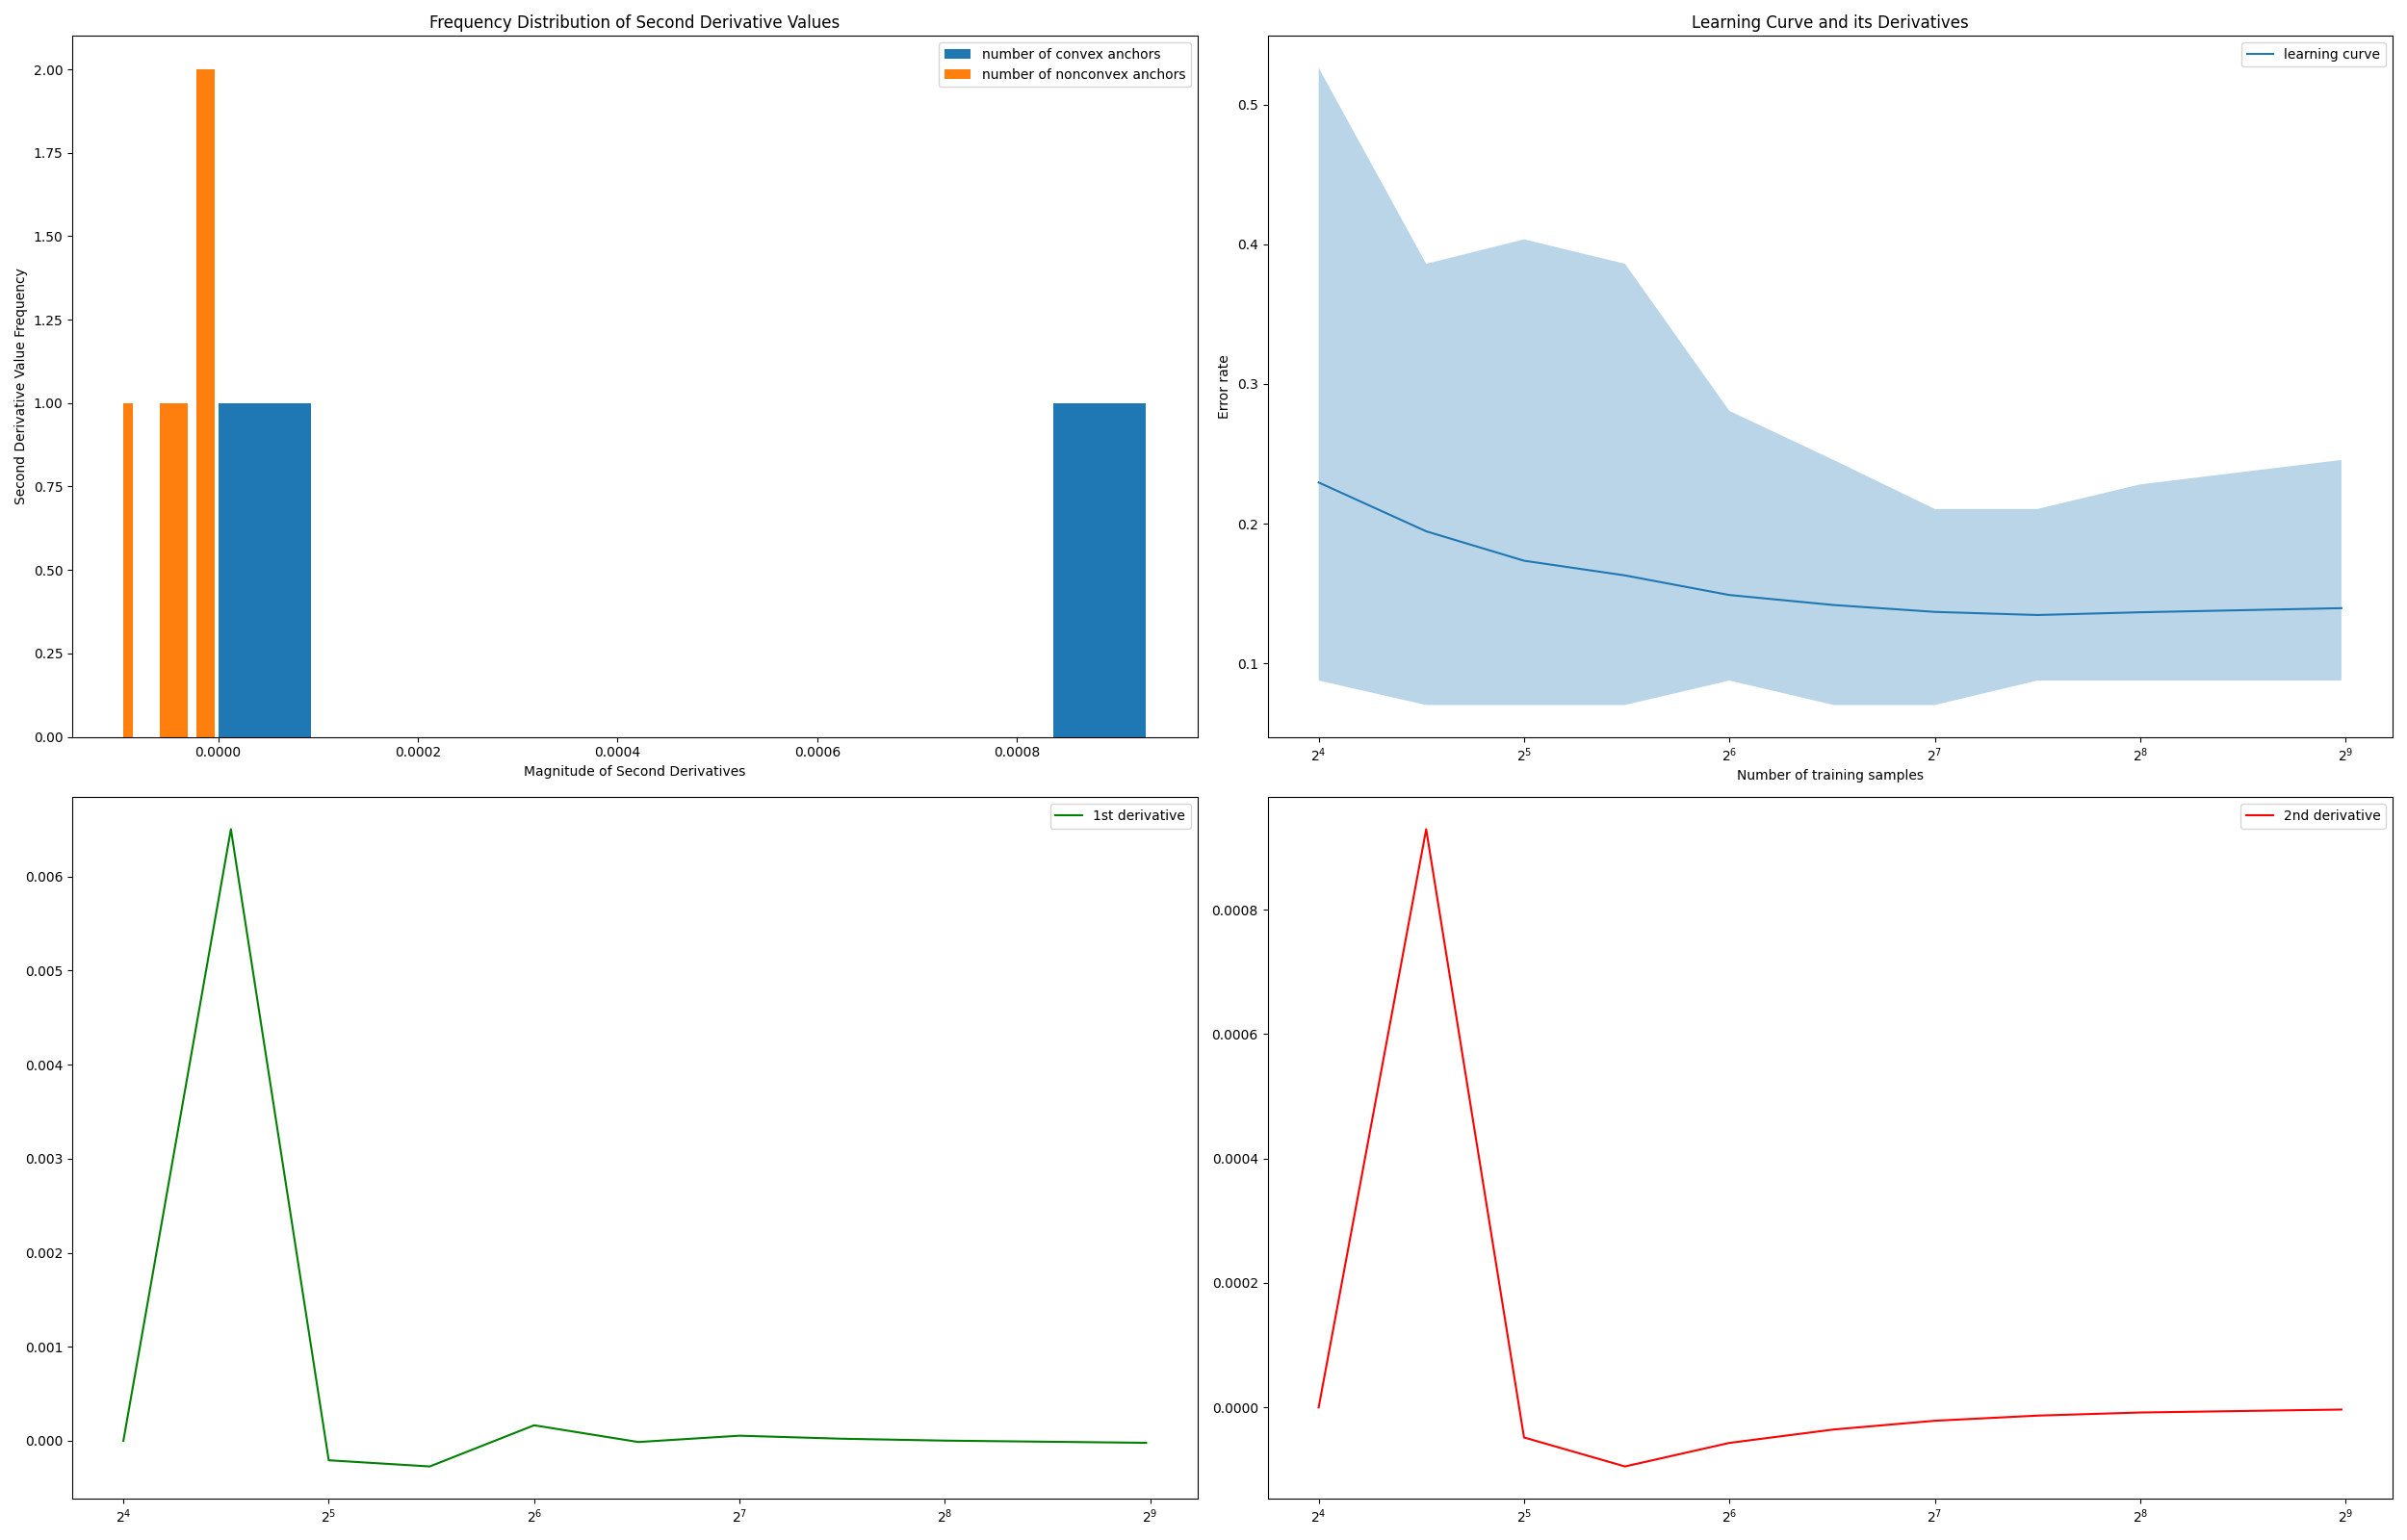 Frequency Distribution of Second Derivative Values
number of convex anchors
number of nonconvex anchors
2.00
1.75
1.50
1.25
1.00
0.75
0.50
0.25
0.00
Second Derivative Value Frequency
0.0000 0.0002 0.0004 0.0006 0.0008
Magnitude of Second Derivatives
Learning Curve and its Derivatives
learning curve
0.5
0.4
0.3
0.2
0.1
Error rate
2⁴ 2⁵ 2⁶ 2⁷ 2⁸ 2⁹
Number of training samples
1st derivative
0.006
0.005
0.004
0.003
0.002
0.001
0.000
2⁴ 2⁵ 2⁶ 2⁷ 2⁸ 2⁹
2nd derivative
0.0008
0.0006
0.0004
0.0002
0.0000
2⁴ 2⁵ 2⁶ 2⁷ 2⁸ 2⁹